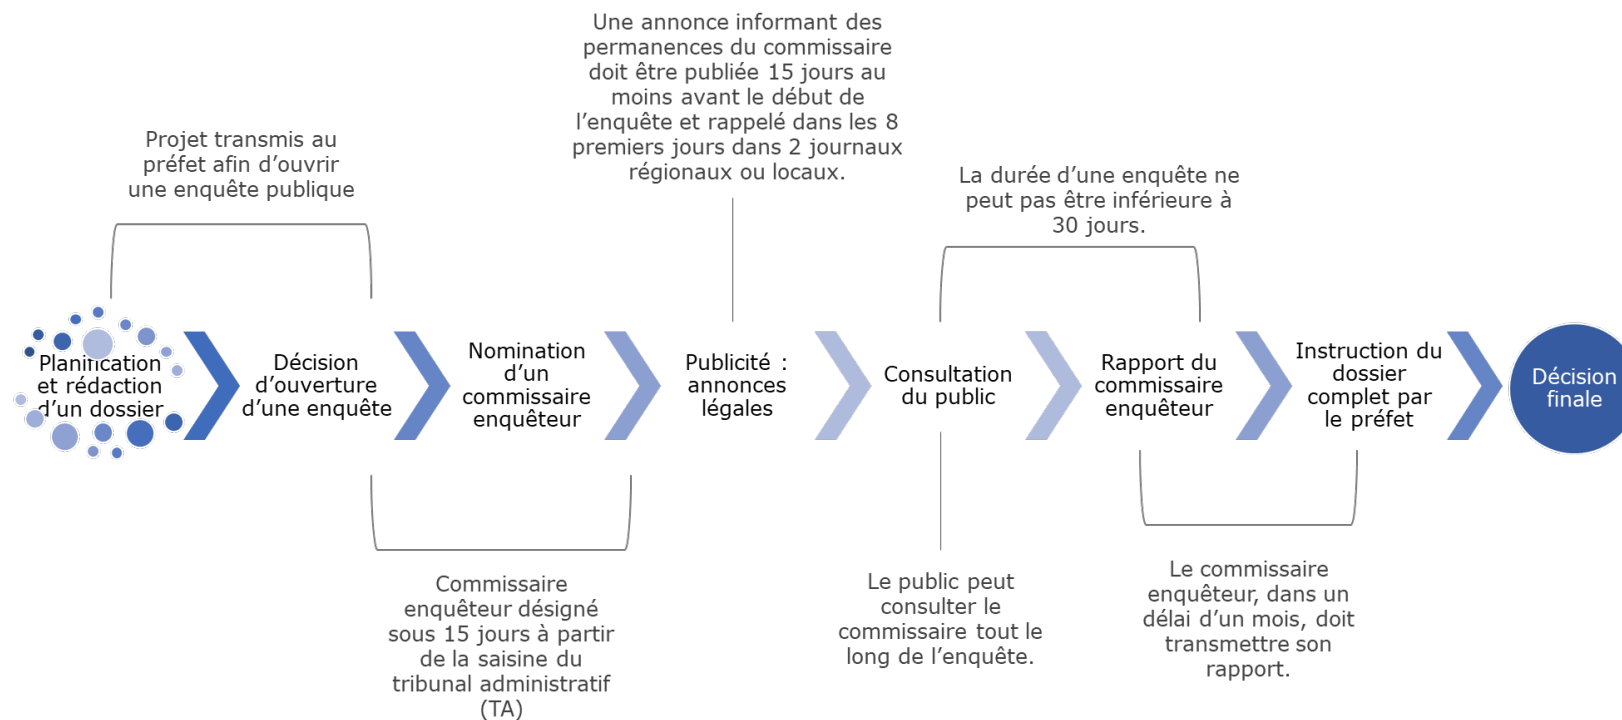 Une annonce informant des
permanences du commissaire
doit être publiée 15 jours au
moins avant le début de
l’enquête et rappelé dans les 8
premiers jours dans 2 journaux
régionaux ou locaux.
Projet transmis au
préfet afin d’ouvrir
une enquête publique
La durée d’une enquête ne
peut pas être inférieure à
30 jours.
Planification
et rédaction
d’un dossier
Décision
d’ouverture
d’une enquête
Nomination
d’un
commissaire
enquêteur
Publicité :
annonces
légales
Consultation
du public
Rapport du
commissaire
enquêteur
Instruction du
dossier
complet par
le préfet
Décision
finale
Commissaire
enquêteur désigné
sous 15 jours à partir
de la saisine du
tribunal administratif
(TA)
Le public peut
consulter le
commissaire tout le
long de l’enquête.
Le commissaire
enquêteur, dans un
délai d’un mois, doit
transmettre son
rapport.